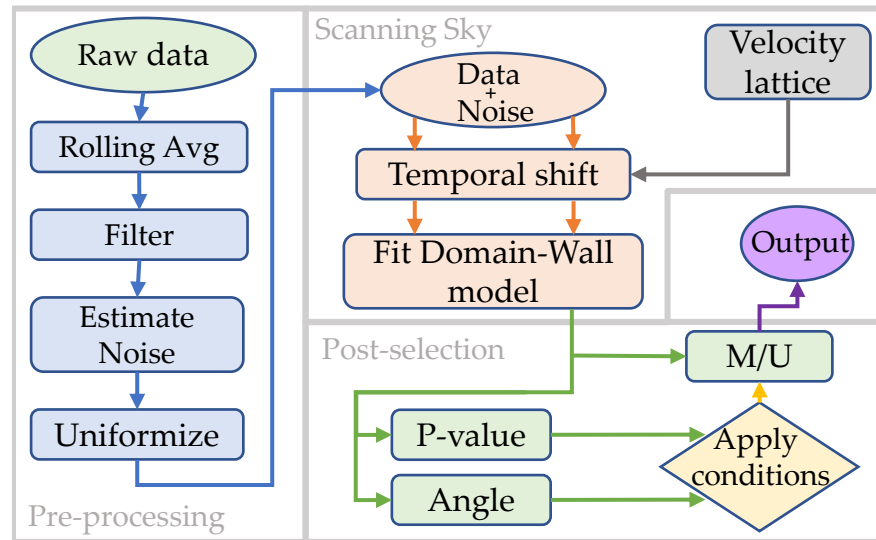 Raw data
Rolling Avg
Filter
Estimate
Noise
Uniformize
Pre-processing
Scanning Sky
Data
+
Noise
Velocity
lattice
Temporal shift
Fit Domain-Wall
model
Output
Post-selection
M/U
P-value
Angle
Apply
conditions